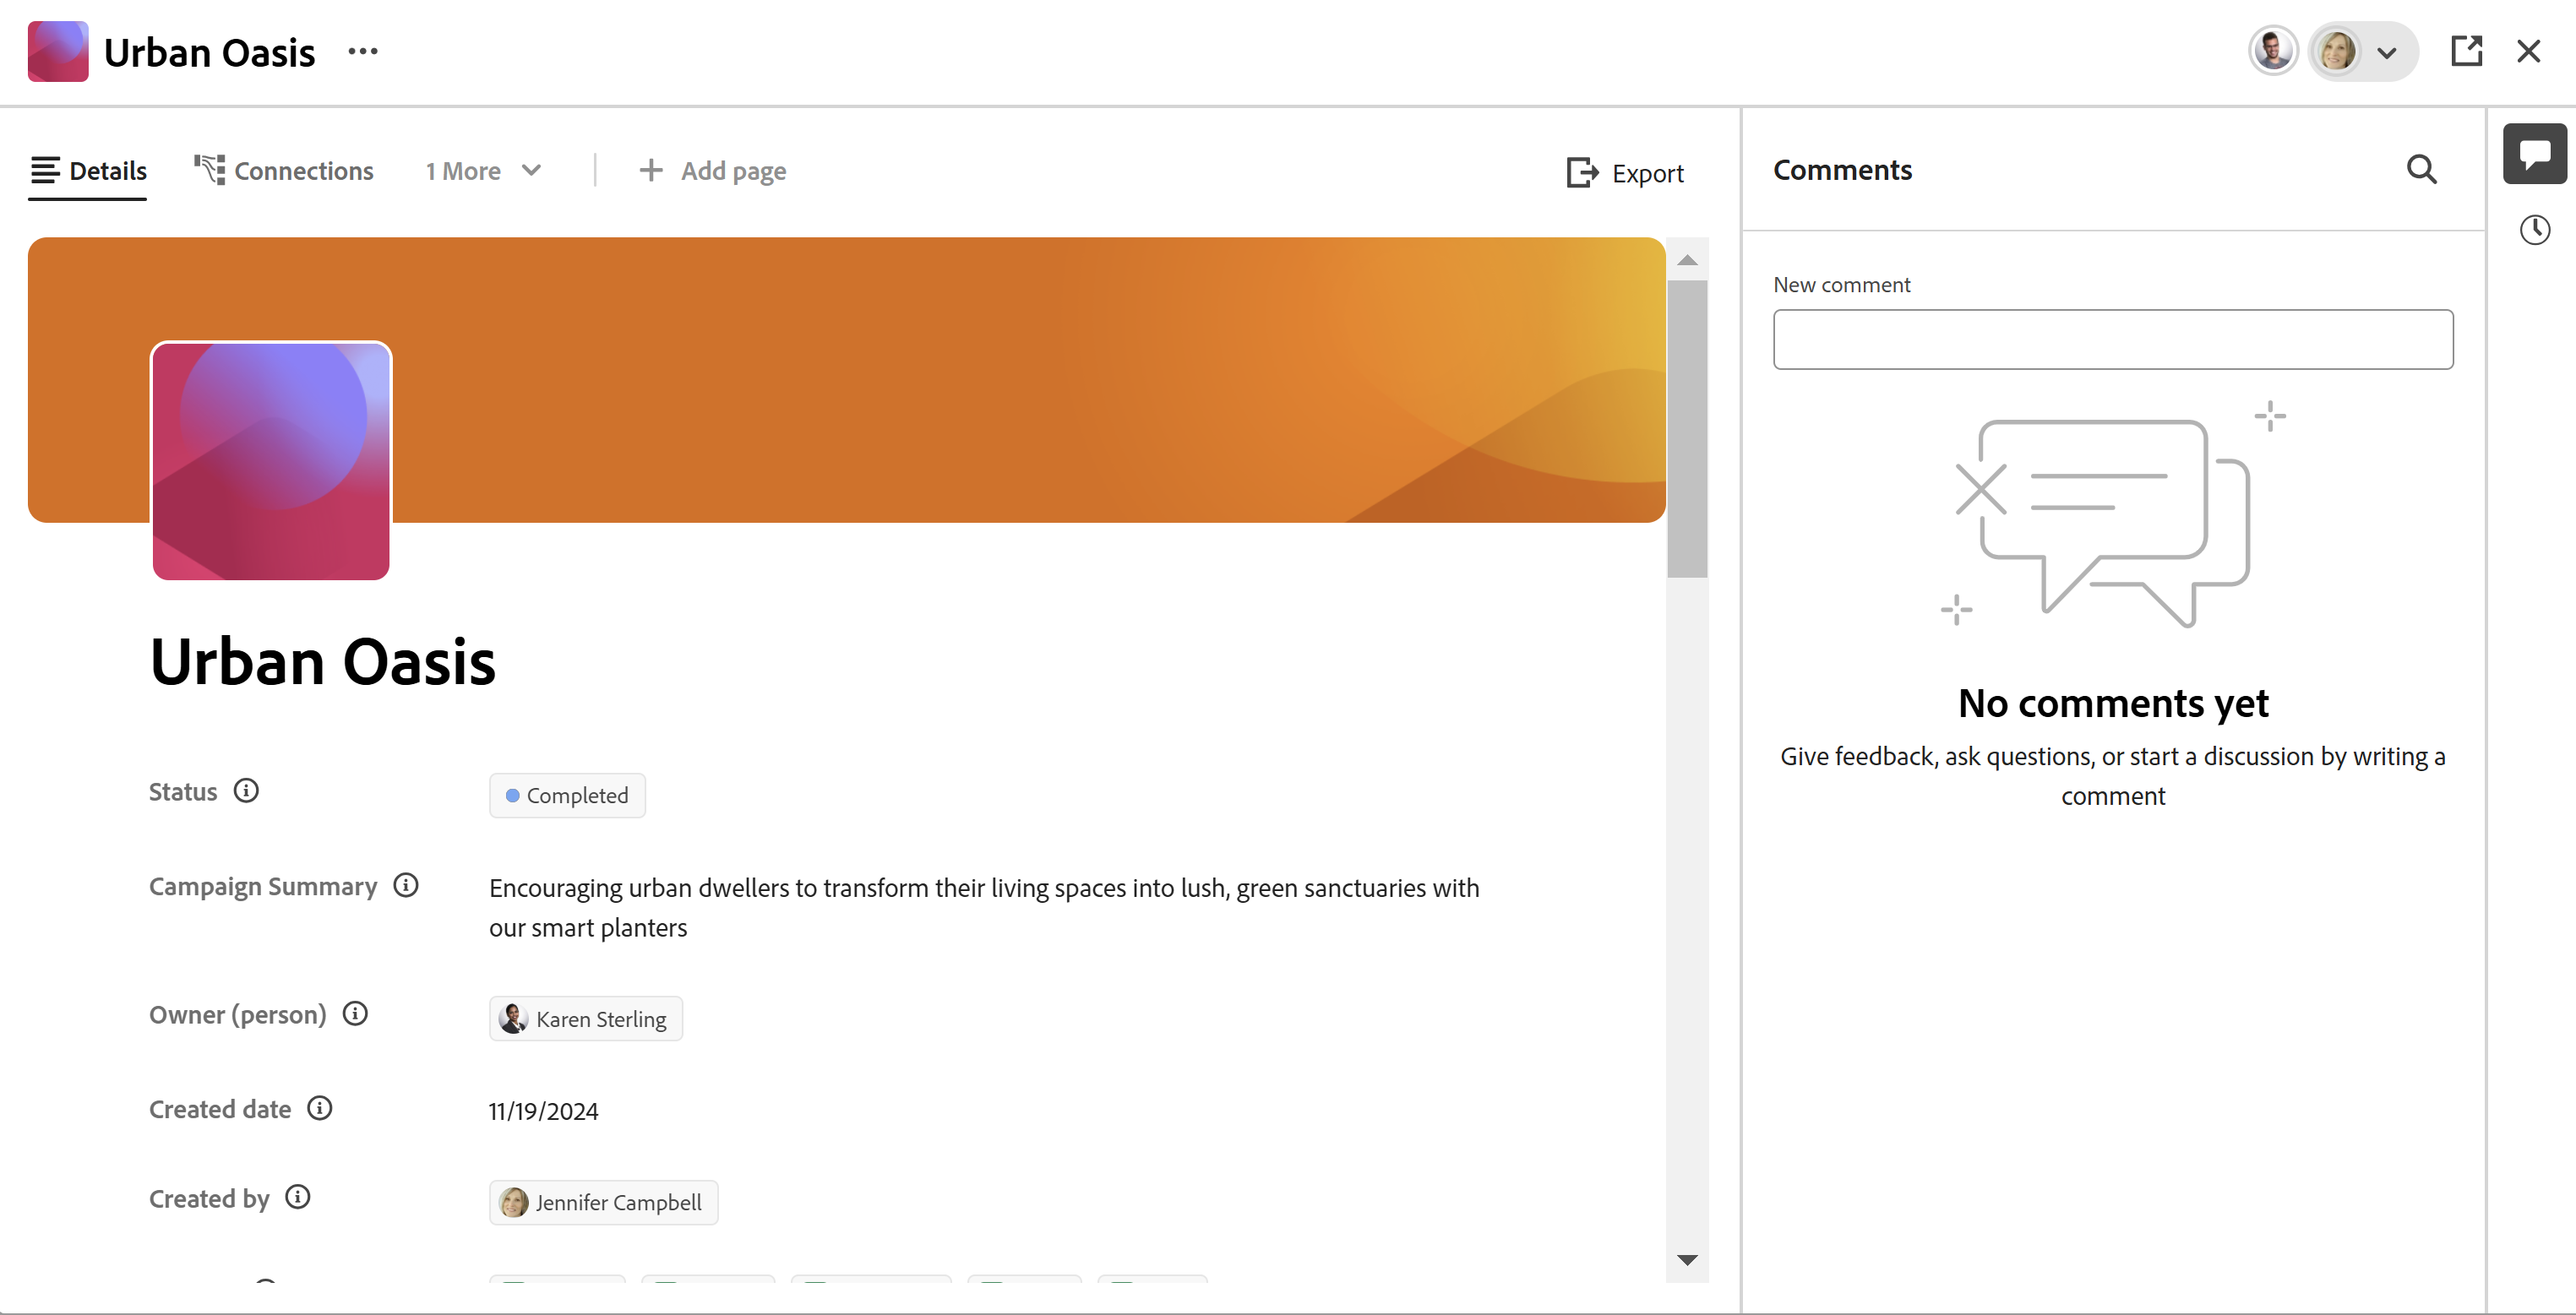 Urban Oasis
Details
Connections
1 More
Add page
Export
Urban Oasis
Status
Completed
Campaign Summary
Encouraging urban dwellers to transform their living spaces into lush, green sanctuaries with
our smart planters
Owner (person)
Karen Sterling
Created date
11/19/2024
Created by
Jennifer Campbell
Comments
New comment
No comments yet
Give feedback, ask questions, or start a discussion by writing a
comment